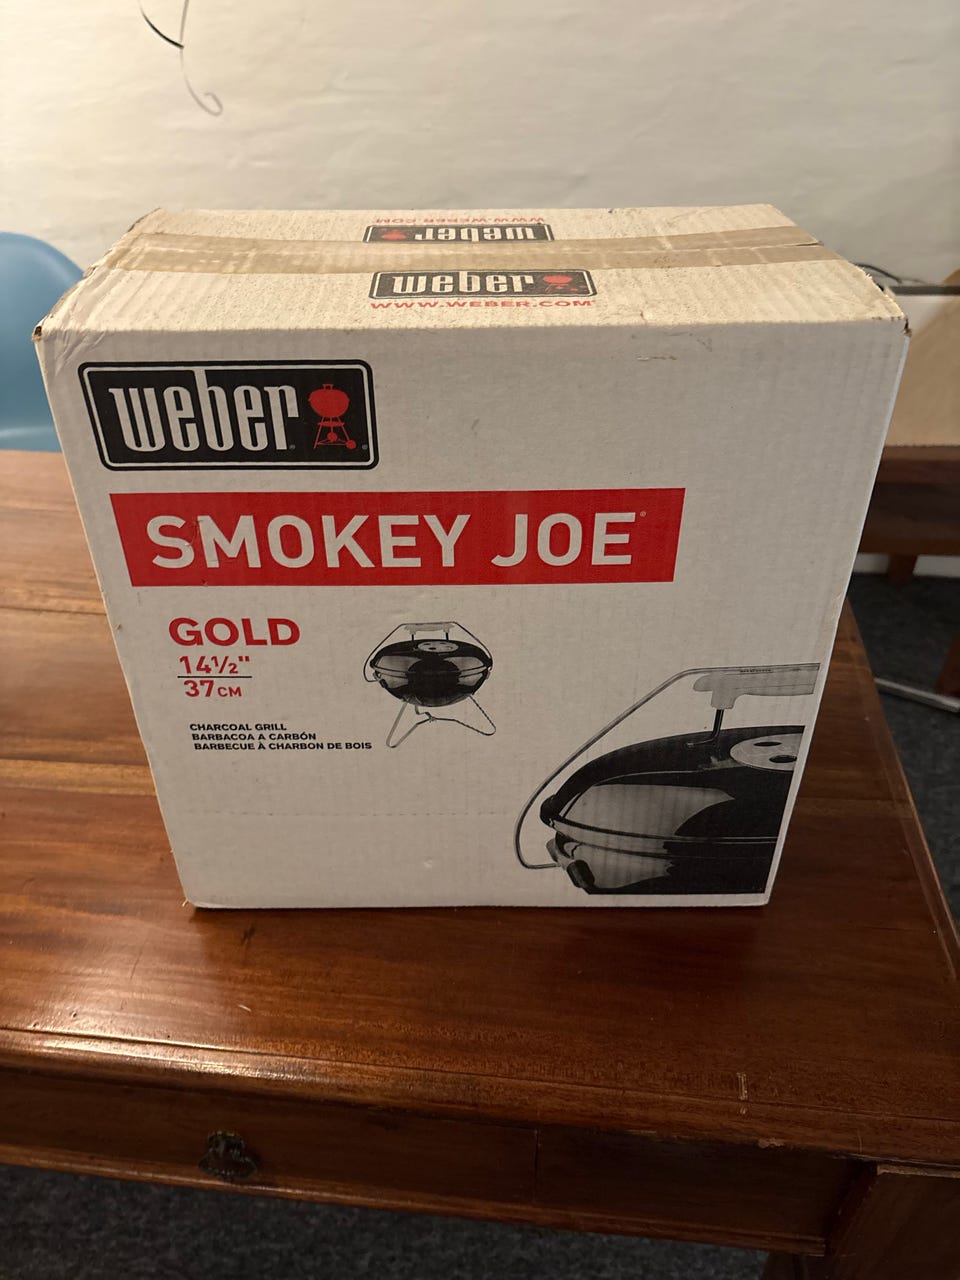 WWW.WEBER.COM
weber
weber
WWW.WEBER.COM
weber
SMOKEY JOE®
GOLD
14½"
37CM
CHARCOAL GRILL
BARBACOA A CARBÓN
BARBECUE À CHARBON DE BOIS